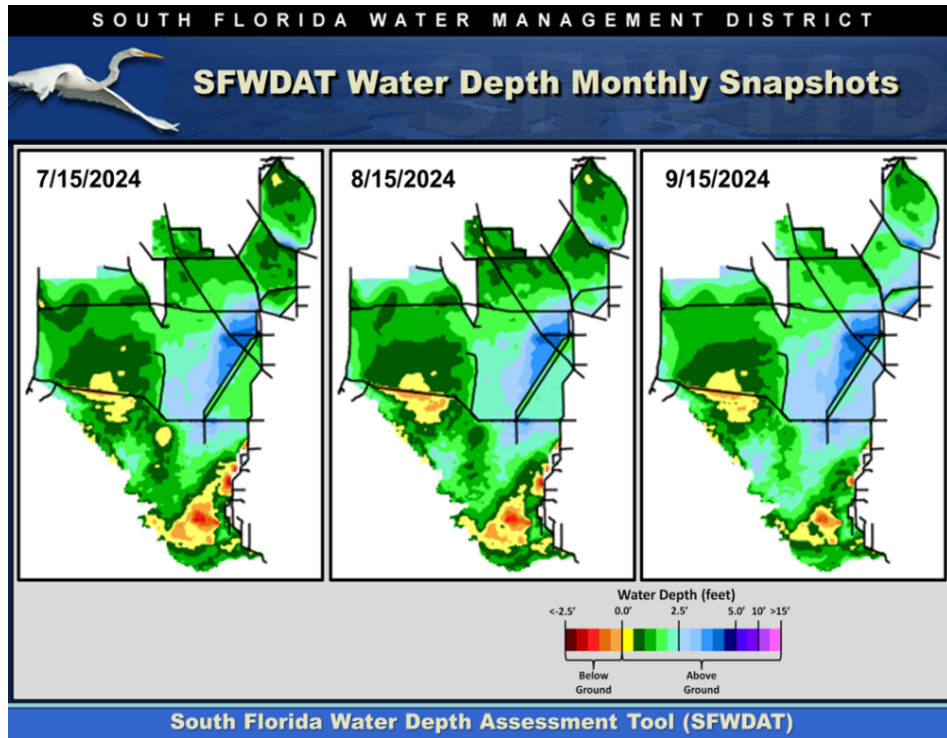 SOUTH FLORIDA WATER MANAGEMENT DISTRICT
SFWDAT Water Depth Monthly Snapshots
7/15/2024
8/15/2024
9/15/2024
Water Depth (feet)
<-2.5' 0.0' 2.5' 5.0' 10' >15'
Below Ground
Above Ground
South Florida Water Depth Assessment Tool (SFWDAT)